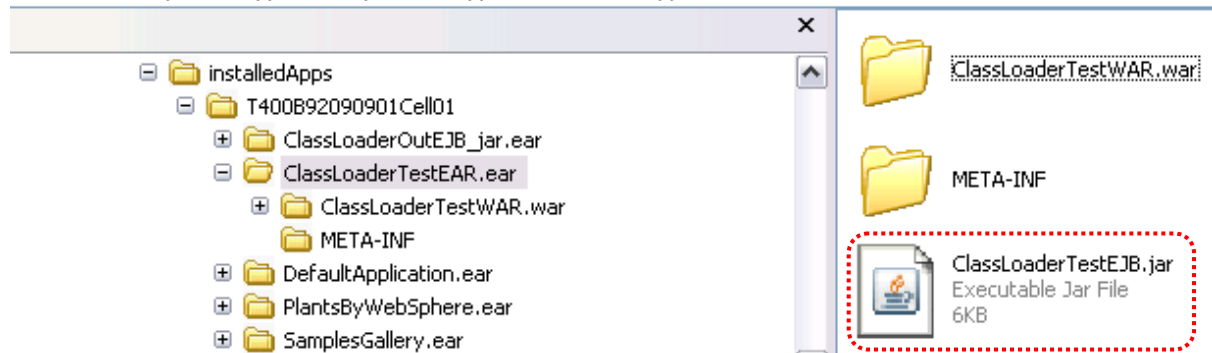 installedApps
T400B92090901Cell01
ClassLoaderOutEJB_jar.ear
ClassLoaderTestEAR.ear
ClassLoaderTestWAR.war
META-INF
DefaultApplication.ear
PlantsByWebSphere.ear
SamplesGallery.ear
ClassLoaderTestWAR.war
META-INF
ClassLoaderTestEJB.jar
Executable Jar File
6KB